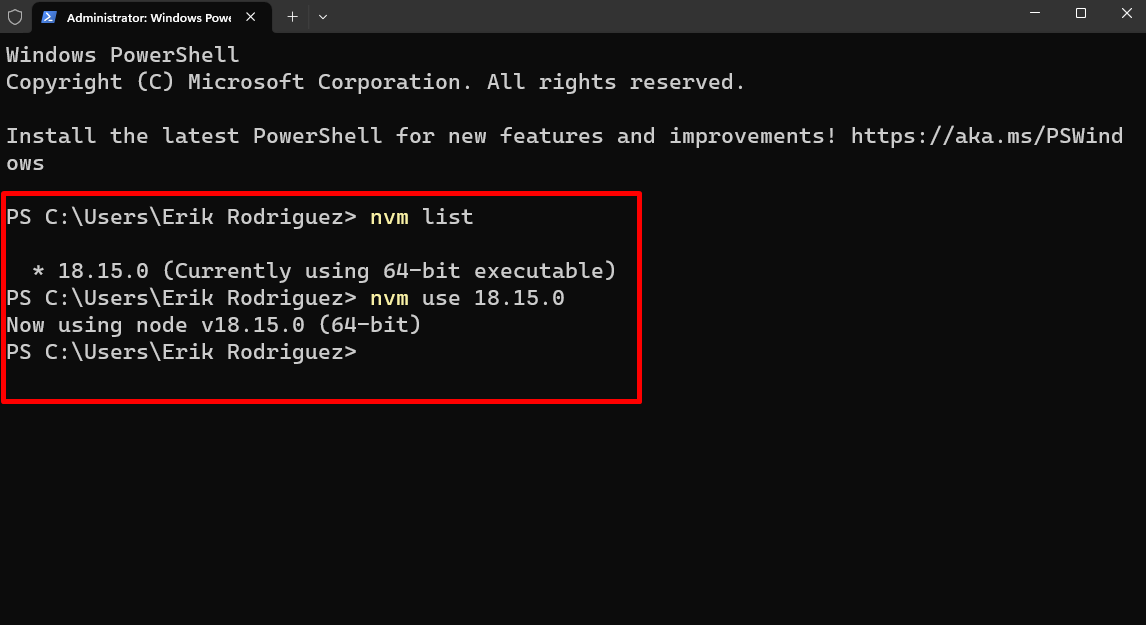 Administrator: Windows Powe
Windows PowerShell
Copyright (C) Microsoft Corporation. All rights reserved.
Install the latest PowerShell for new features and improvements! https://aka.ms/PSWind
ows
PS C:\Users\Erik Rodriguez> nvm list
  * 18.15.0 (Currently using 64-bit executable)
PS C:\Users\Erik Rodriguez> nvm use 18.15.0
Now using node v18.15.0 (64-bit)
PS C:\Users\Erik Rodriguez>